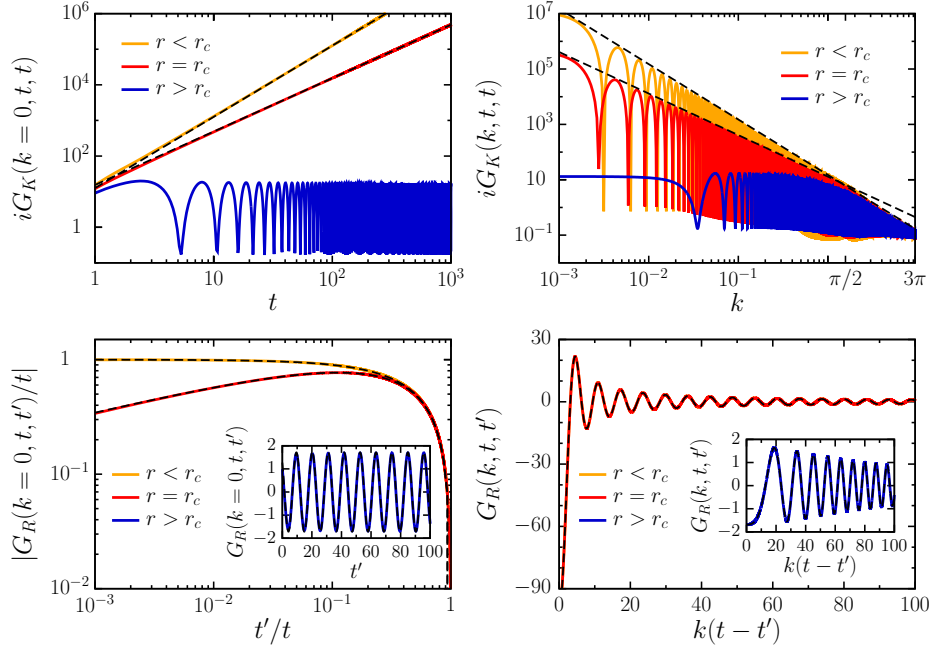 iG_K(k = 0, t, t)
10^6
10^4
10^2
1
r < r_c
r = r_c
r > r_c
1
10
10^2
10^3
t
iG_K(k, t, t)
10^7
10^5
10^3
10^1
10^{-1}
r < r_c
r = r_c
r > r_c
10^{-3}
10^{-2}
10^{-1}
π/2
3π
k
|G_R(k = 0, t, t')/t|
1
10^{-1}
10^{-2}
r < r_c
r = r_c
r > r_c
G_R(k = 0, t, t')
2
1
0
−1
−2
0 20 40 60 80 100
t'
10^{-3}
10^{-2}
10^{-1}
1
t'/t
G_R(k, t, t')
30
0
−30
−60
−90
r < r_c
r = r_c
r > r_c
G_R(k, t, t')
2
1
0
−1
−2
0 20 40 60 80 100
k(t − t')
0 20 40 60 80 100
k(t − t')